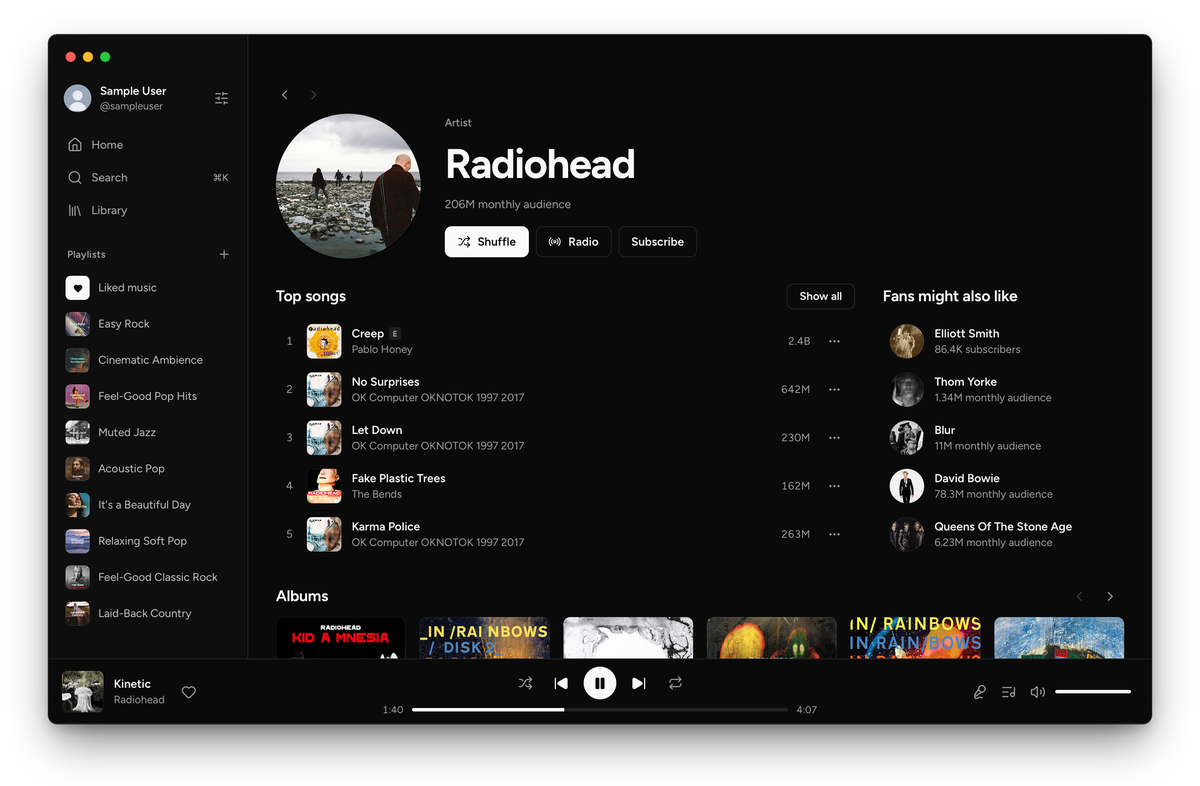 Sample User
@sampleuser
Home
Search ⌘K
Library
Playlists
Liked music
Easy Rock
Cinematic Ambience
Feel-Good Pop Hits
Muted Jazz
Acoustic Pop
It's a Beautiful Day
Relaxing Soft Pop
Feel-Good Classic Rock
Laid-Back Country
Artist
Radiohead
206M monthly audience
Shuffle
Radio
Subscribe
Top songs
Show all
1 Creep E 2.4B
Pablo Honey
2 No Surprises 642M
OK Computer OKNOTOK 1997 2017
3 Let Down 230M
OK Computer OKNOTOK 1997 2017
4 Fake Plastic Trees 162M
The Bends
5 Karma Police 263M
OK Computer OKNOTOK 1997 2017
Fans might also like
Elliott Smith
86.4K subscribers
Thom Yorke
1.34M monthly audience
Blur
11M monthly audience
David Bowie
78.3M monthly audience
Queens Of The Stone Age
6.23M monthly audience
Albums
RADIOHEAD
KID A MNESIA
_IN /RAI NBOWS
/ DISK 2
IN/ RAINBOWS
IN/RAINBOWS
Kinetic
Radiohead
1:40
4:07